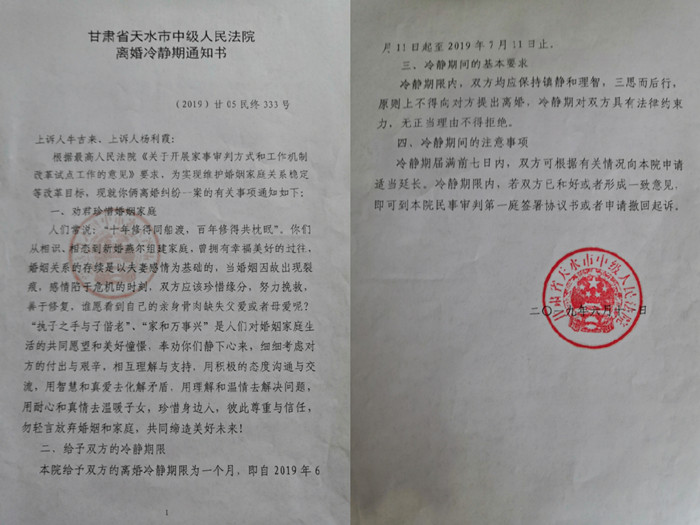 甘肃省天水市中级人民法院
离婚冷静期通知书
（2019）甘05民终333号
上诉人牛吉来、上诉人杨利霞：
根据最高人民法院《关于开展家事审判方式和工作机制
改革试点工作的意见》要求，为实现维护婚姻家庭关系稳定
等改革目标，现就你俩离婚纠纷一案的有关事项通知如下：
一、劝君珍惜婚姻家庭
人们常说：“十年修得同船渡，百年修得共枕眠”。你们
从相识、相恋到新婚燕尔组建家庭，曾拥有幸福美好的过往。
婚姻关系的存续是以夫妻感情为基础的，当婚姻因故出现裂
痕，感情陷于危机的时刻，双方应该珍惜缘分，努力挽救，
善于修复。谁愿看到自己的亲身骨肉缺失父爱或者母爱呢？
“执子之手与子偕老”、“家和万事兴”是人们对婚姻家庭生
活的共同愿望和美好憧憬，奉劝你们静下心来，细细考虑对
方的付出与艰辛，相互理解与支持，用积极的态度沟通与交
流，用智慧和真爱去化解矛盾，用理解和温情去解决问题，
用耐心和真情去温暖子女，珍惜身边人，彼此尊重与信任，
勿轻言放弃婚姻和家庭，共同缔造美好未来！
二、给予双方的冷静期限
本院给予双方的离婚冷静期限为一个月，即自2019年6
1
月11日起至2019年7月11日止。
三、冷静期间的基本要求
冷静期限内，双方均应保持镇静和理智，三思而后行，
原则上不得向对方提出离婚，冷静期对双方具有法律约束
力，无正当理由不得拒绝。
四、冷静期间的注意事项
冷静期届满前七日内，双方可根据有关情况向本院申请
适当延长。冷静期限内，若双方已和好或者形成一致意见，
即可到本院民事审判第一庭签署协议书或者申请撤回起诉。
甘肃省天水市中级人民法院
二〇一九年六月十一日